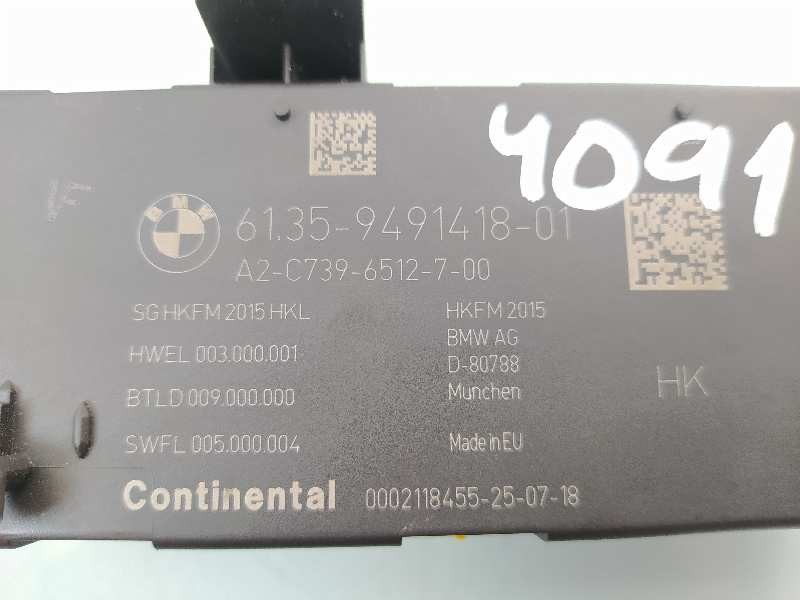 4091
BMW
61.35-9491418-01
A2-C739-6512-7-00
SG HKFM 2015 HKL
HWEL 003.000.001
BTLD 009.000.000
SWFL 005.000.004
HKFM 2015
BMW AG
D-80788
Munchen
Made in EU
HK
Continental 0002118455-25-07-18